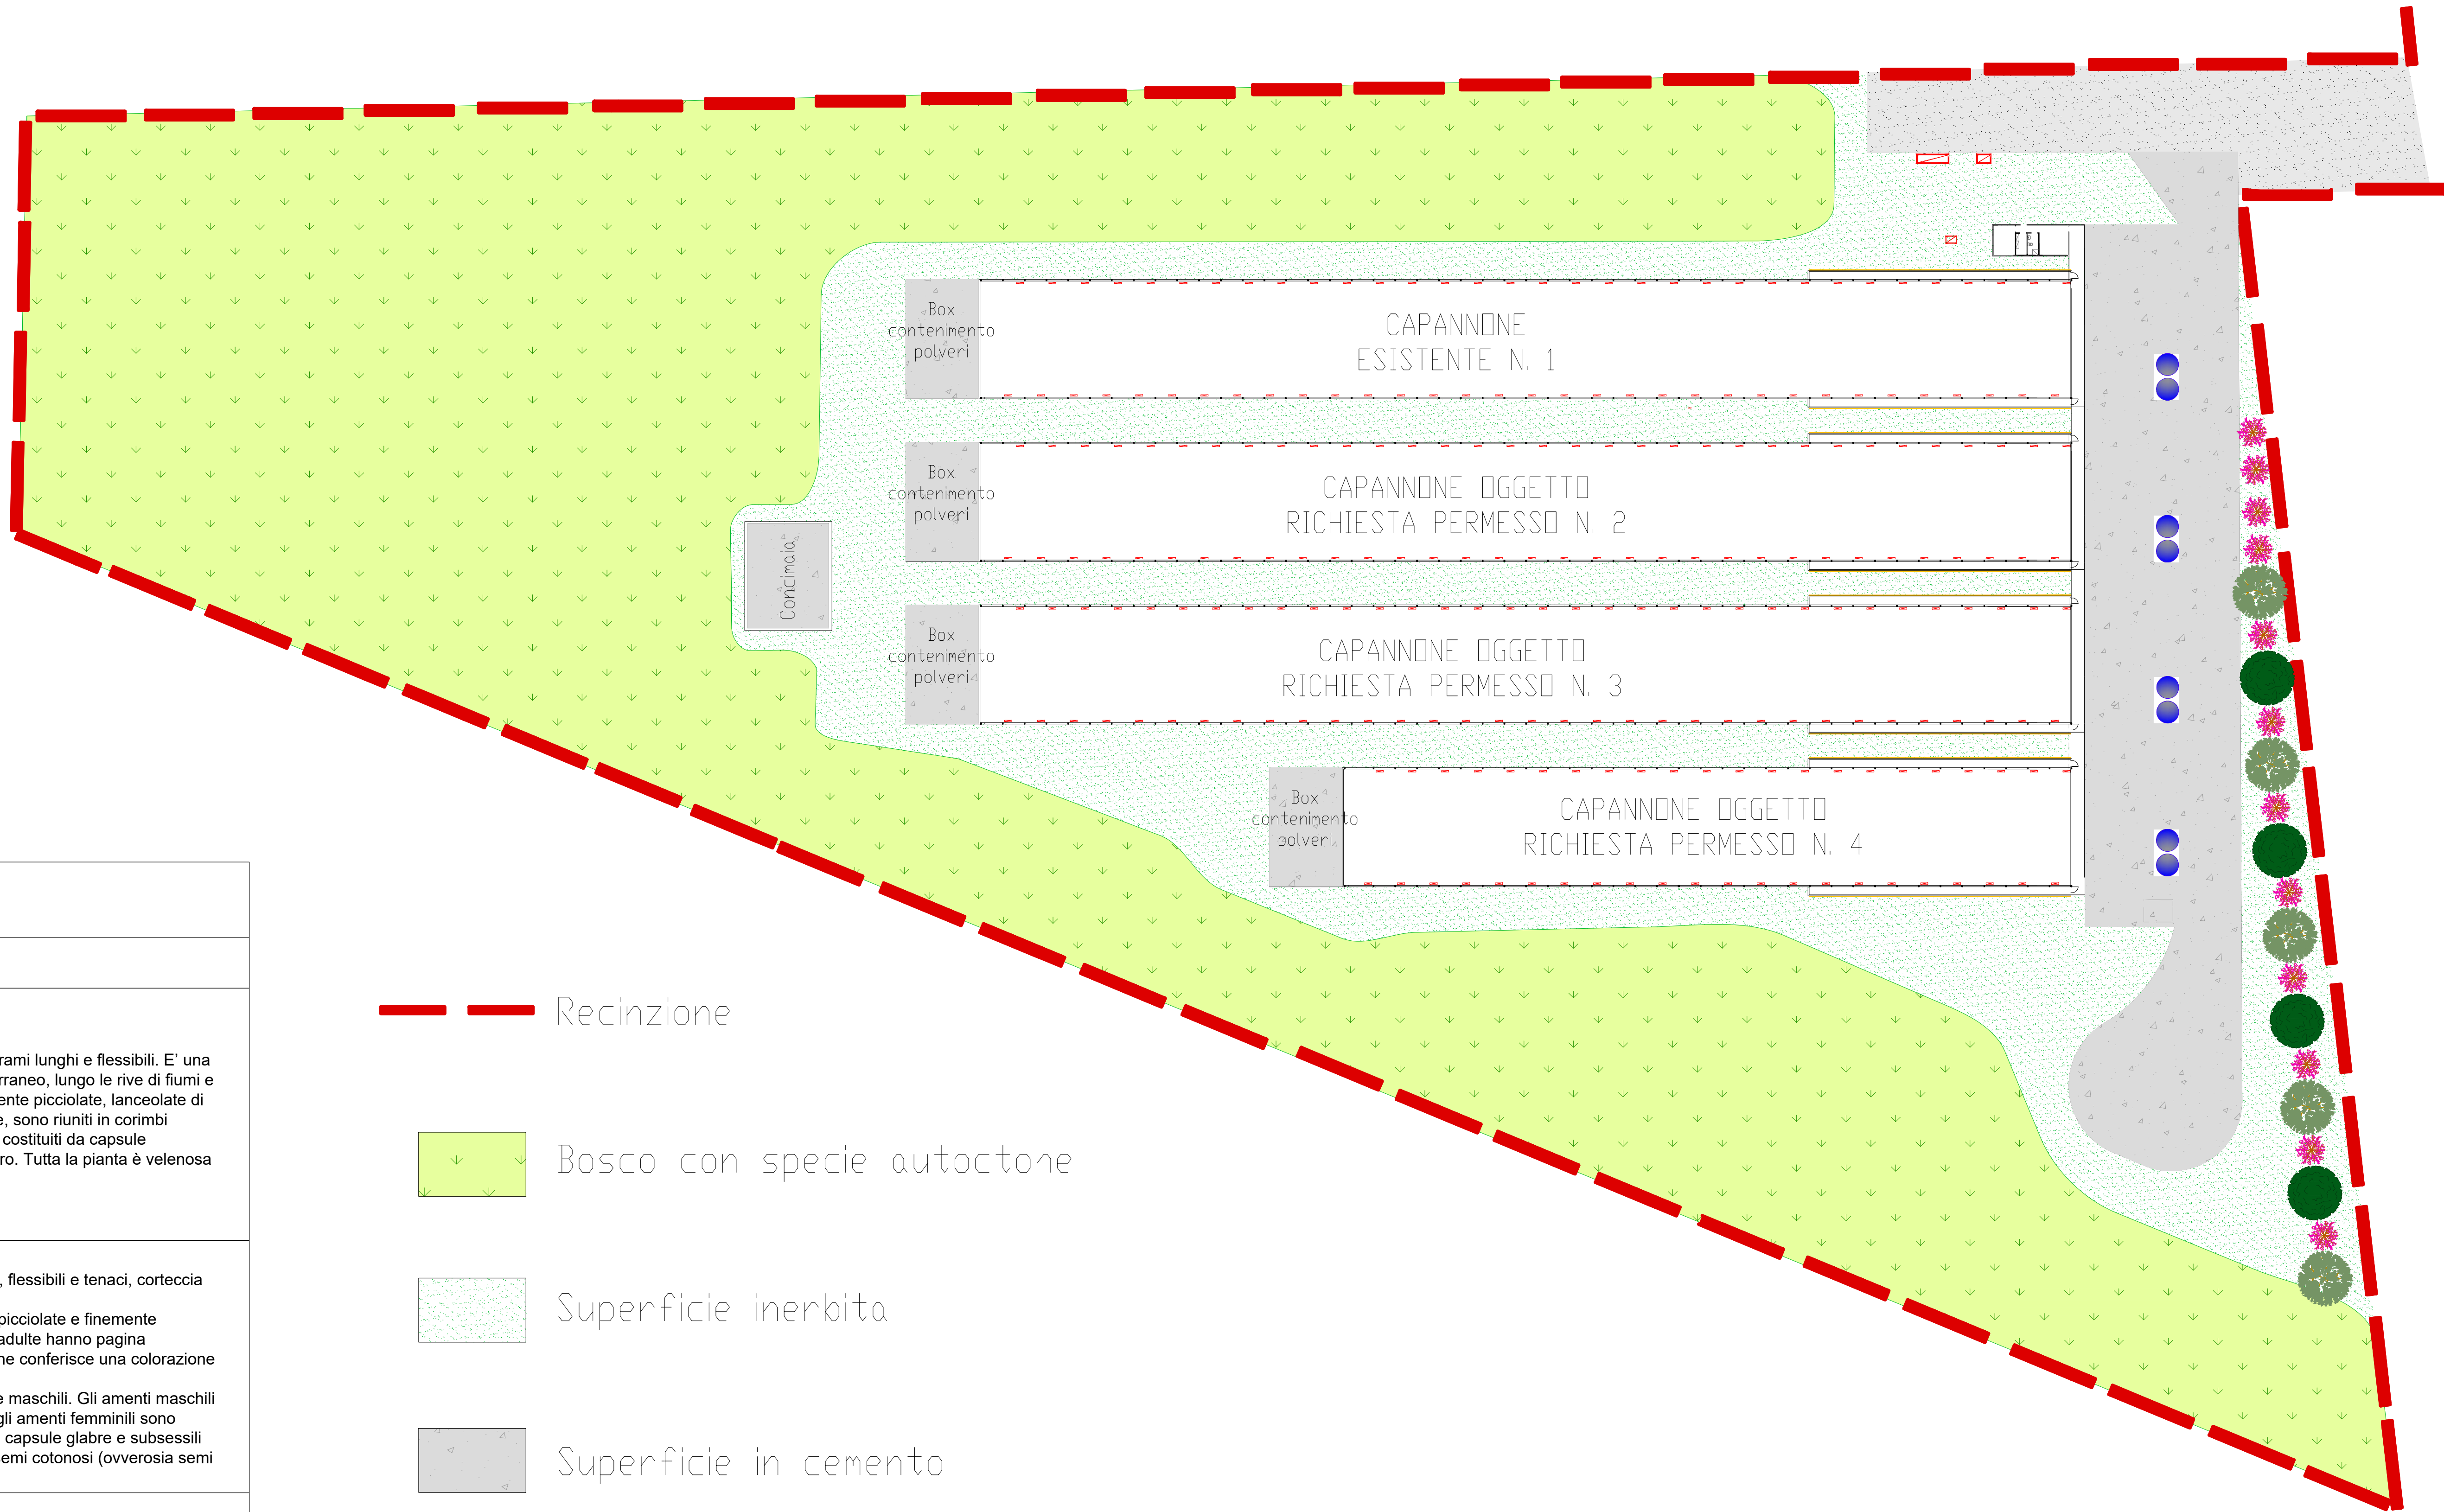 Box
contenimento
polveri
CAPANNONE
ESISTENTE N. 1
Box
contenimento
polveri
CAPANNONE OGGETTO
RICHIESTA PERMESSO N. 2
Concimaia
Box
contenimento
polveri
CAPANNONE OGGETTO
RICHIESTA PERMESSO N. 3
Box
contenimento
polveri
CAPANNONE OGGETTO
RICHIESTA PERMESSO N. 4
rami lunghi e flessibili. E' una
rraneo, lungo le rive di fiumi e
ente picciolate, lanceolate di
e, sono riuniti in corimbi
costituiti da capsule
ro. Tutta la pianta è velenosa
, flessibili e tenaci, corteccia
picciolate e finemente
adulte hanno pagina
ne conferisce una colorazione
e maschili. Gli amenti maschili
gli amenti femminili sono
capsule glabre e subsessili
emi cotonosi (ovverosia semi
Recinzione
Bosco con specie autoctone
Superficie inerbita
Superficie in cemento